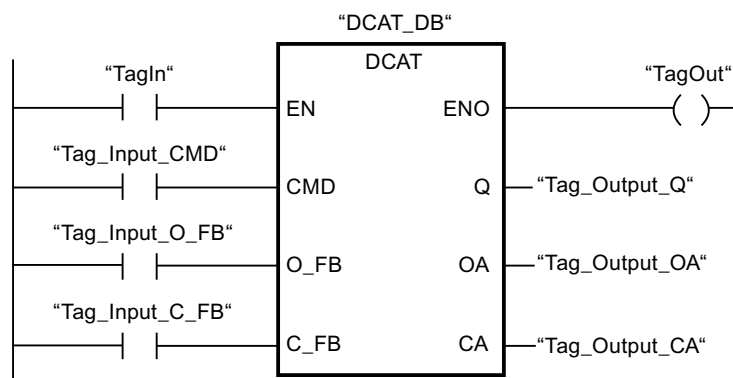 “DCAT_DB“
DCAT
“TagIn“ EN ENO “TagOut“
“Tag_Input_CMD“ CMD Q “Tag_Output_Q“
“Tag_Input_O_FB“ O_FB OA “Tag_Output_OA“
“Tag_Input_C_FB“ C_FB CA “Tag_Output_CA“